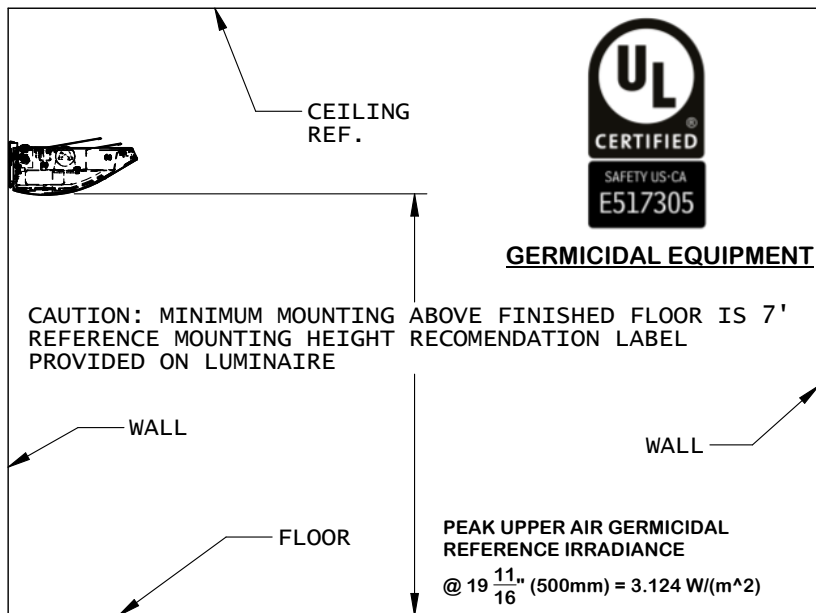 CEILING
REF.
UL
®
CERTIFIED
SAFETY US-CA
E517305
GERMICIDAL EQUIPMENT
CAUTION: MINIMUM MOUNTING ABOVE FINISHED FLOOR IS 7'
REFERENCE MOUNTING HEIGHT RECOMENDATION LABEL
PROVIDED ON LUMINAIRE
WALL
WALL
FLOOR
PEAK UPPER AIR GERMICIDAL
REFERENCE IRRADIANCE
@ 19 11/16" (500mm) = 3.124 W/(m^2)